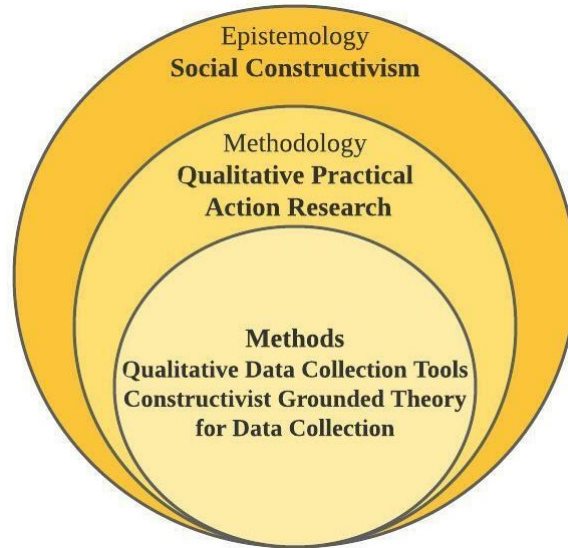 Epistemology
Social Constructivism
Methodology
Qualitative Practical
Action Research
Methods
Qualitative Data Collection Tools
Constructivist Grounded Theory
for Data Collection